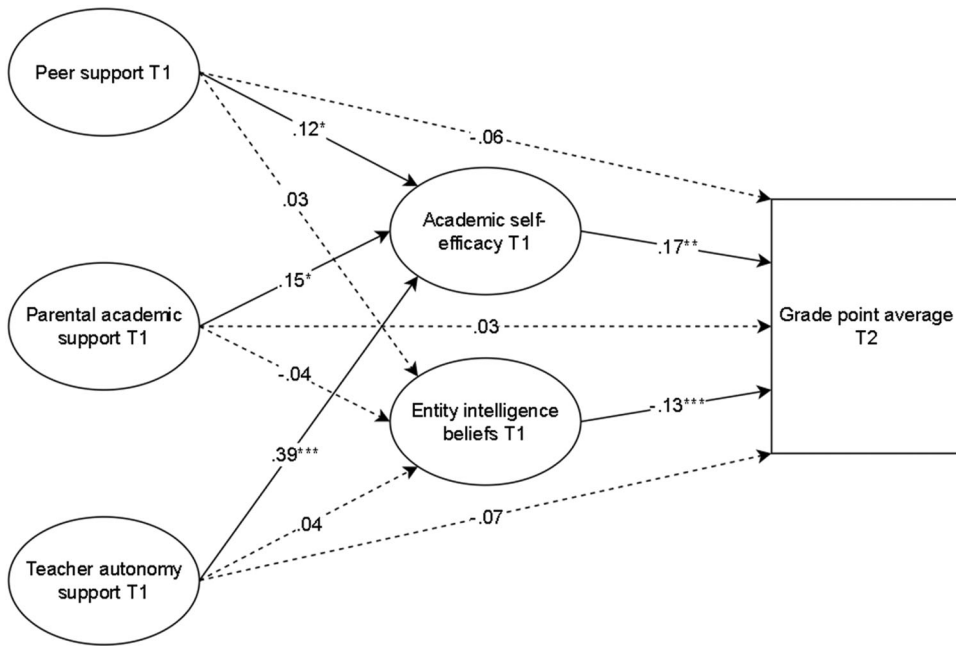 Peer support T1
-.06
.12*
.03
Academic self-
efficacy T1
.17**
.15*
Parental academic
support T1
.03
Grade point average
T2
-.04
Entity intelligence
beliefs T1
-.13***
.39***
.04
-.07
Teacher autonomy
support T1